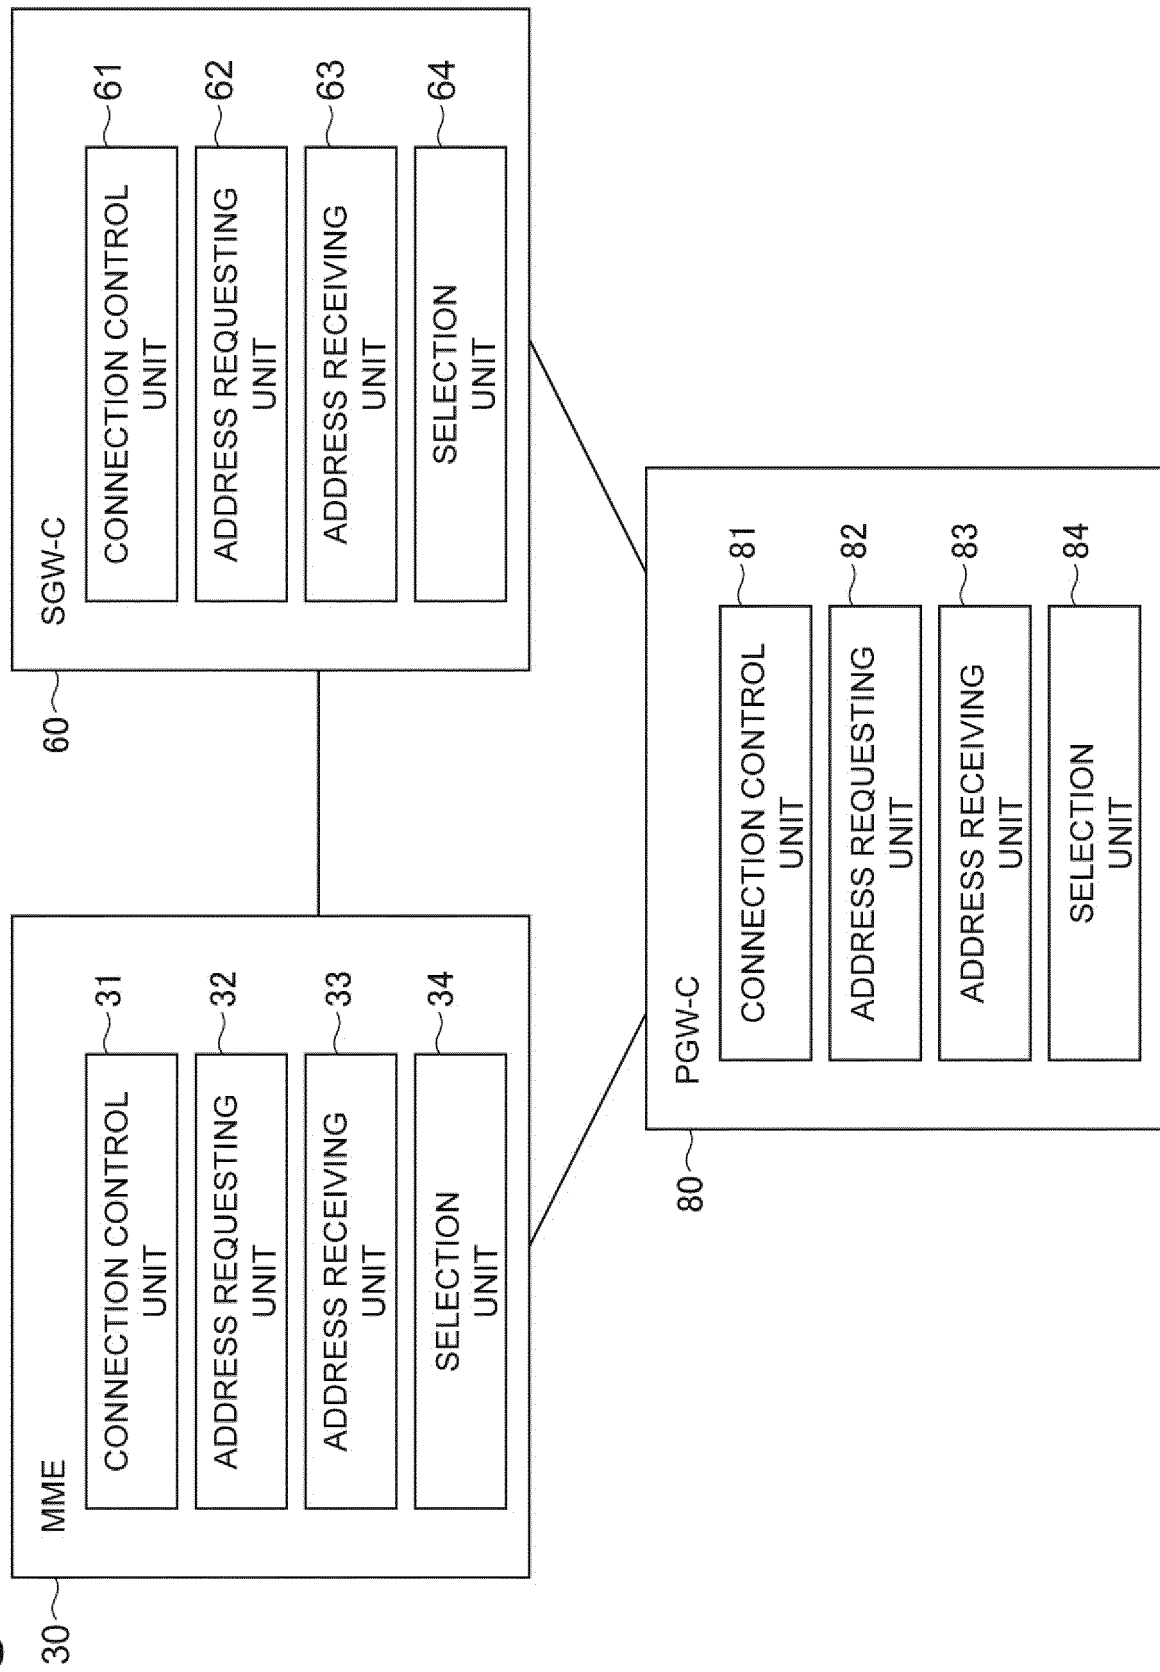 30
MME
CONNECTION CONTROL
UNIT
31
ADDRESS REQUESTING
UNIT
32
ADDRESS RECEIVING
UNIT
33
SELECTION
UNIT
34
60
SGW-C
CONNECTION CONTROL
UNIT
61
ADDRESS REQUESTING
UNIT
62
ADDRESS RECEIVING
UNIT
63
SELECTION
UNIT
64
80
PGW-C
CONNECTION CONTROL
UNIT
81
ADDRESS REQUESTING
UNIT
82
ADDRESS RECEIVING
UNIT
83
SELECTION
UNIT
84